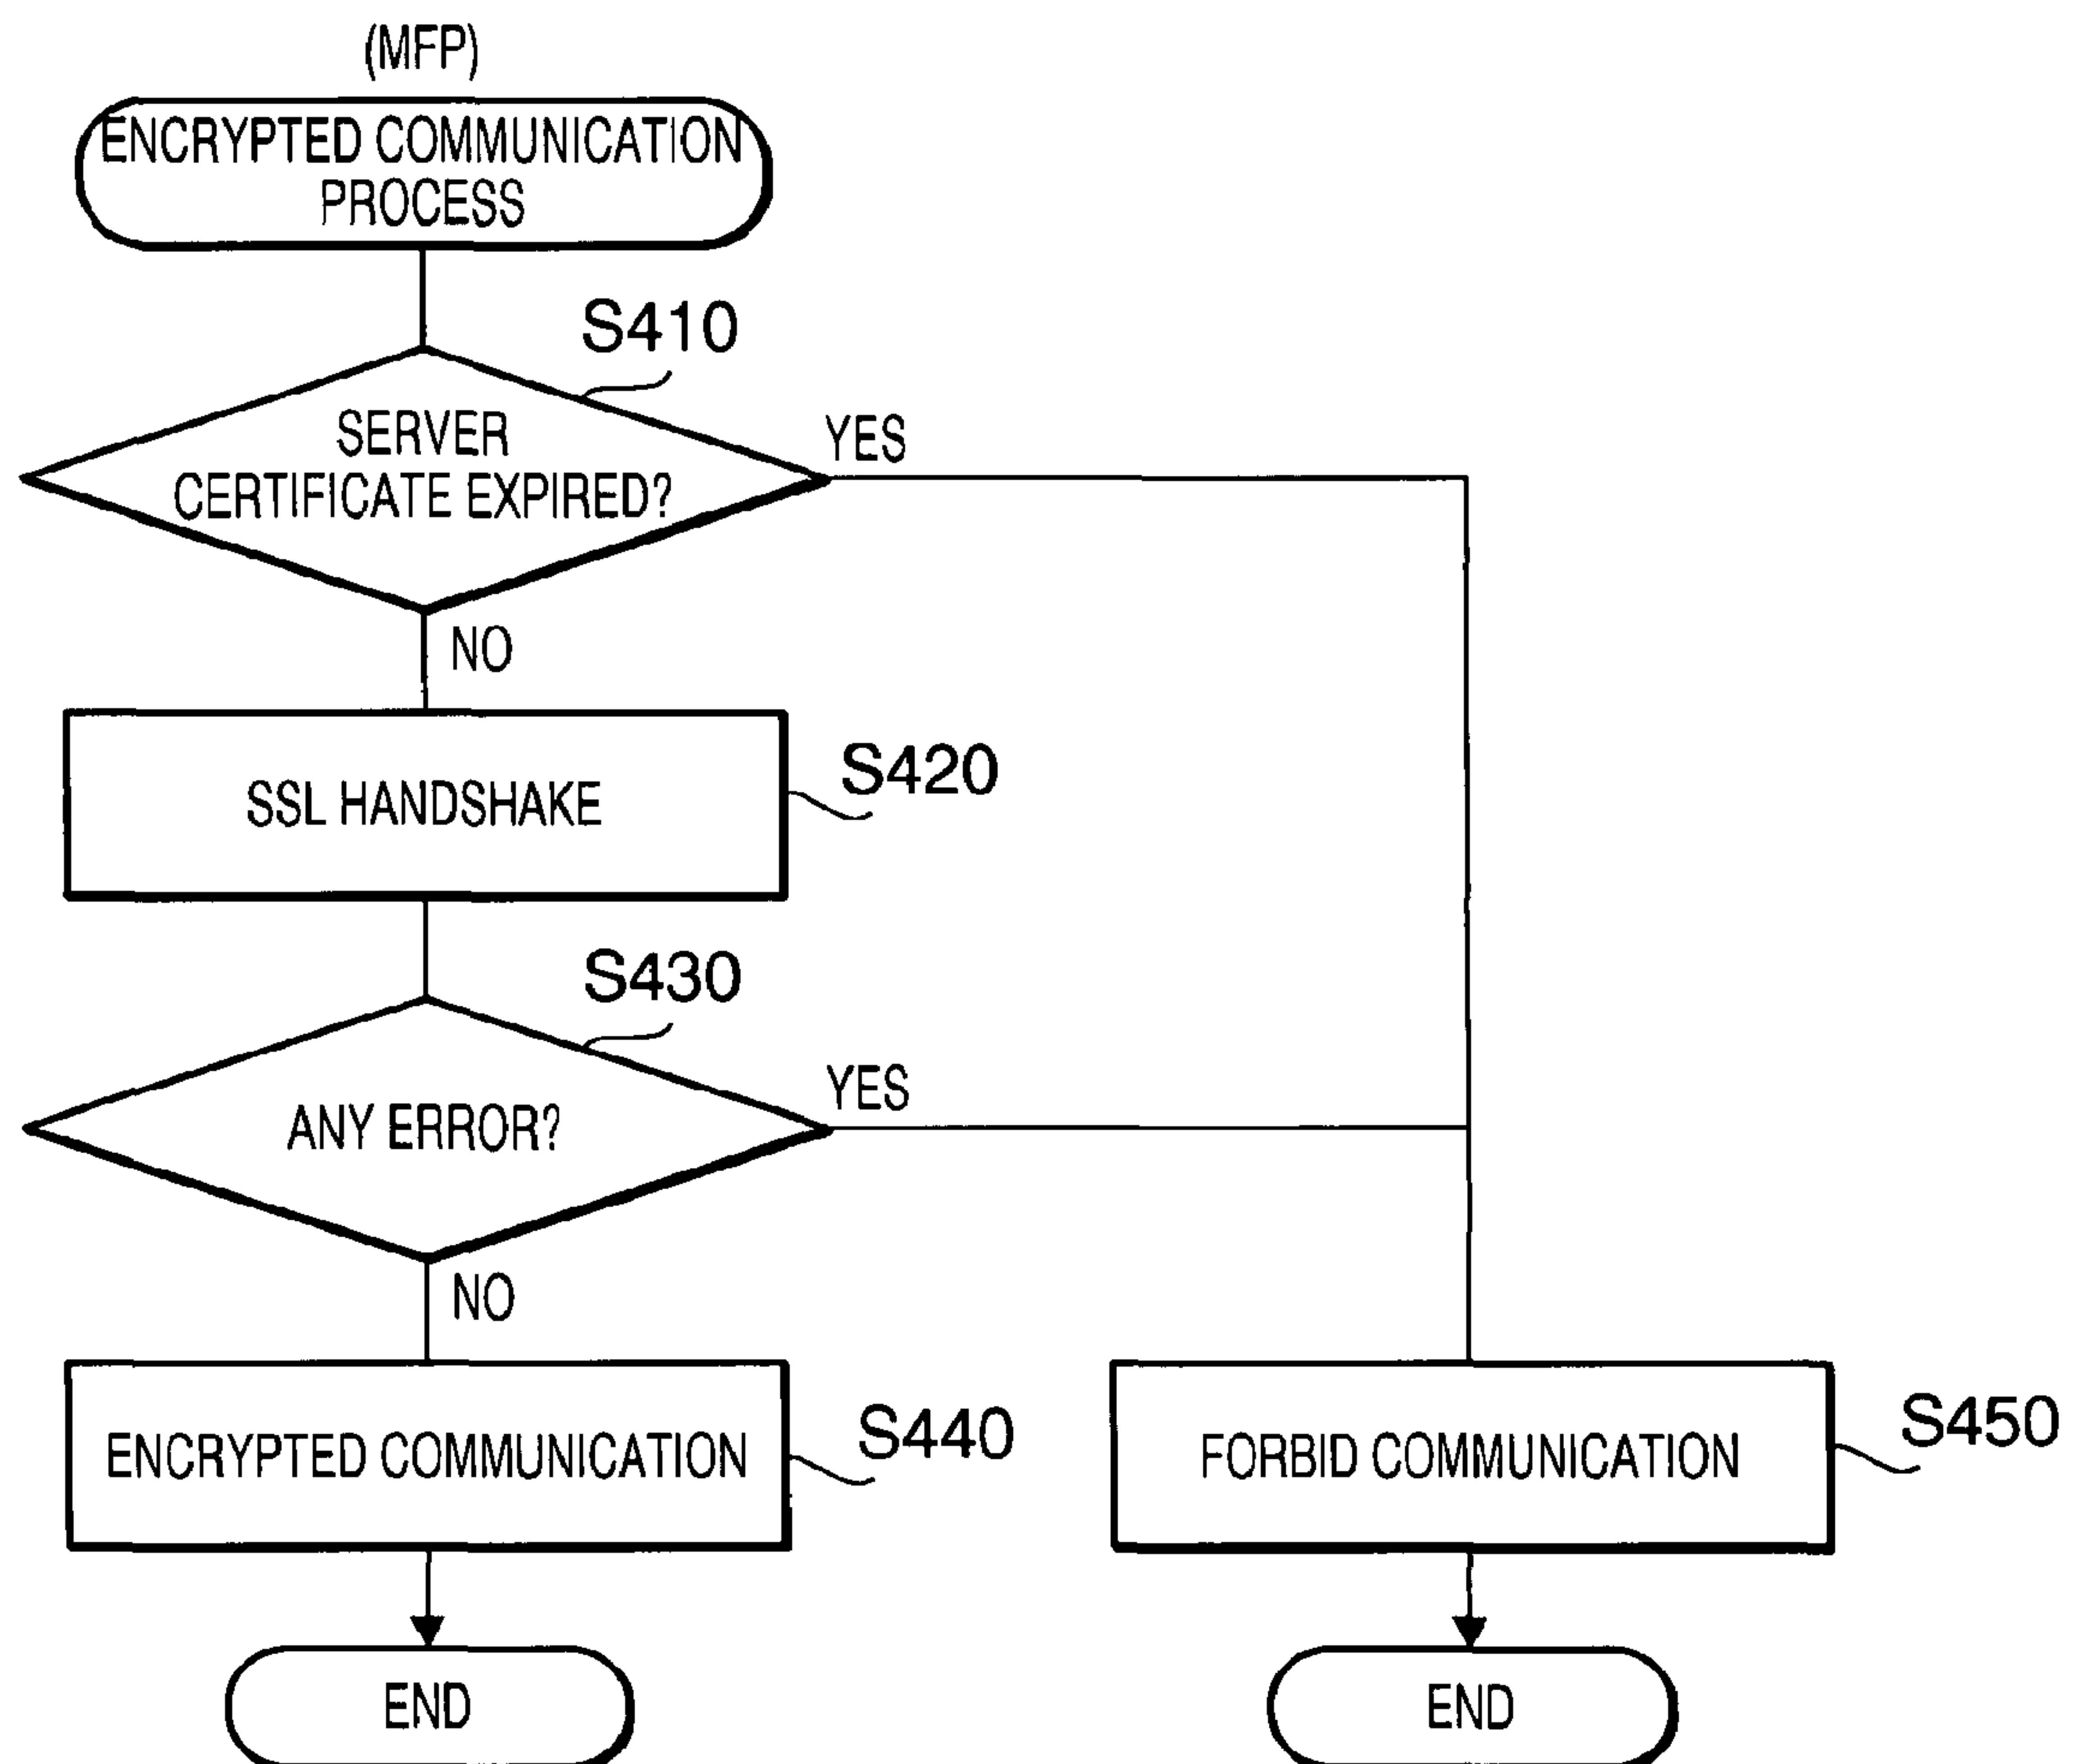 (MFP)
ENCRYPTED COMMUNICATION
PROCESS
S410
SERVER
CERTIFICATE EXPIRED?
YES
NO
SSL HANDSHAKE
S420
S430
ANY ERROR?
YES
NO
ENCRYPTED COMMUNICATION
S440
FORBID COMMUNICATION
S450
END
END